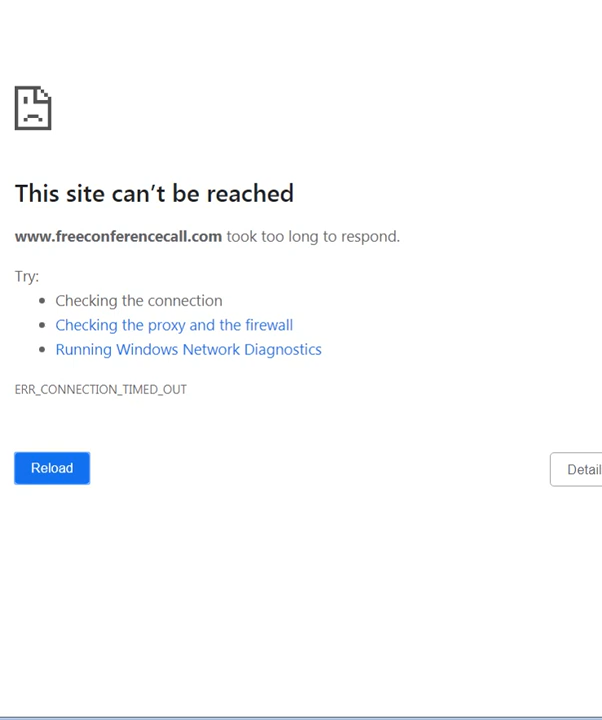 This site can’t be reached
www.freeconferencecall.com took too long to respond.
Try:
Checking the connection
Checking the proxy and the firewall
Running Windows Network Diagnostics
ERR_CONNECTION_TIMED_OUT
Reload
Detail